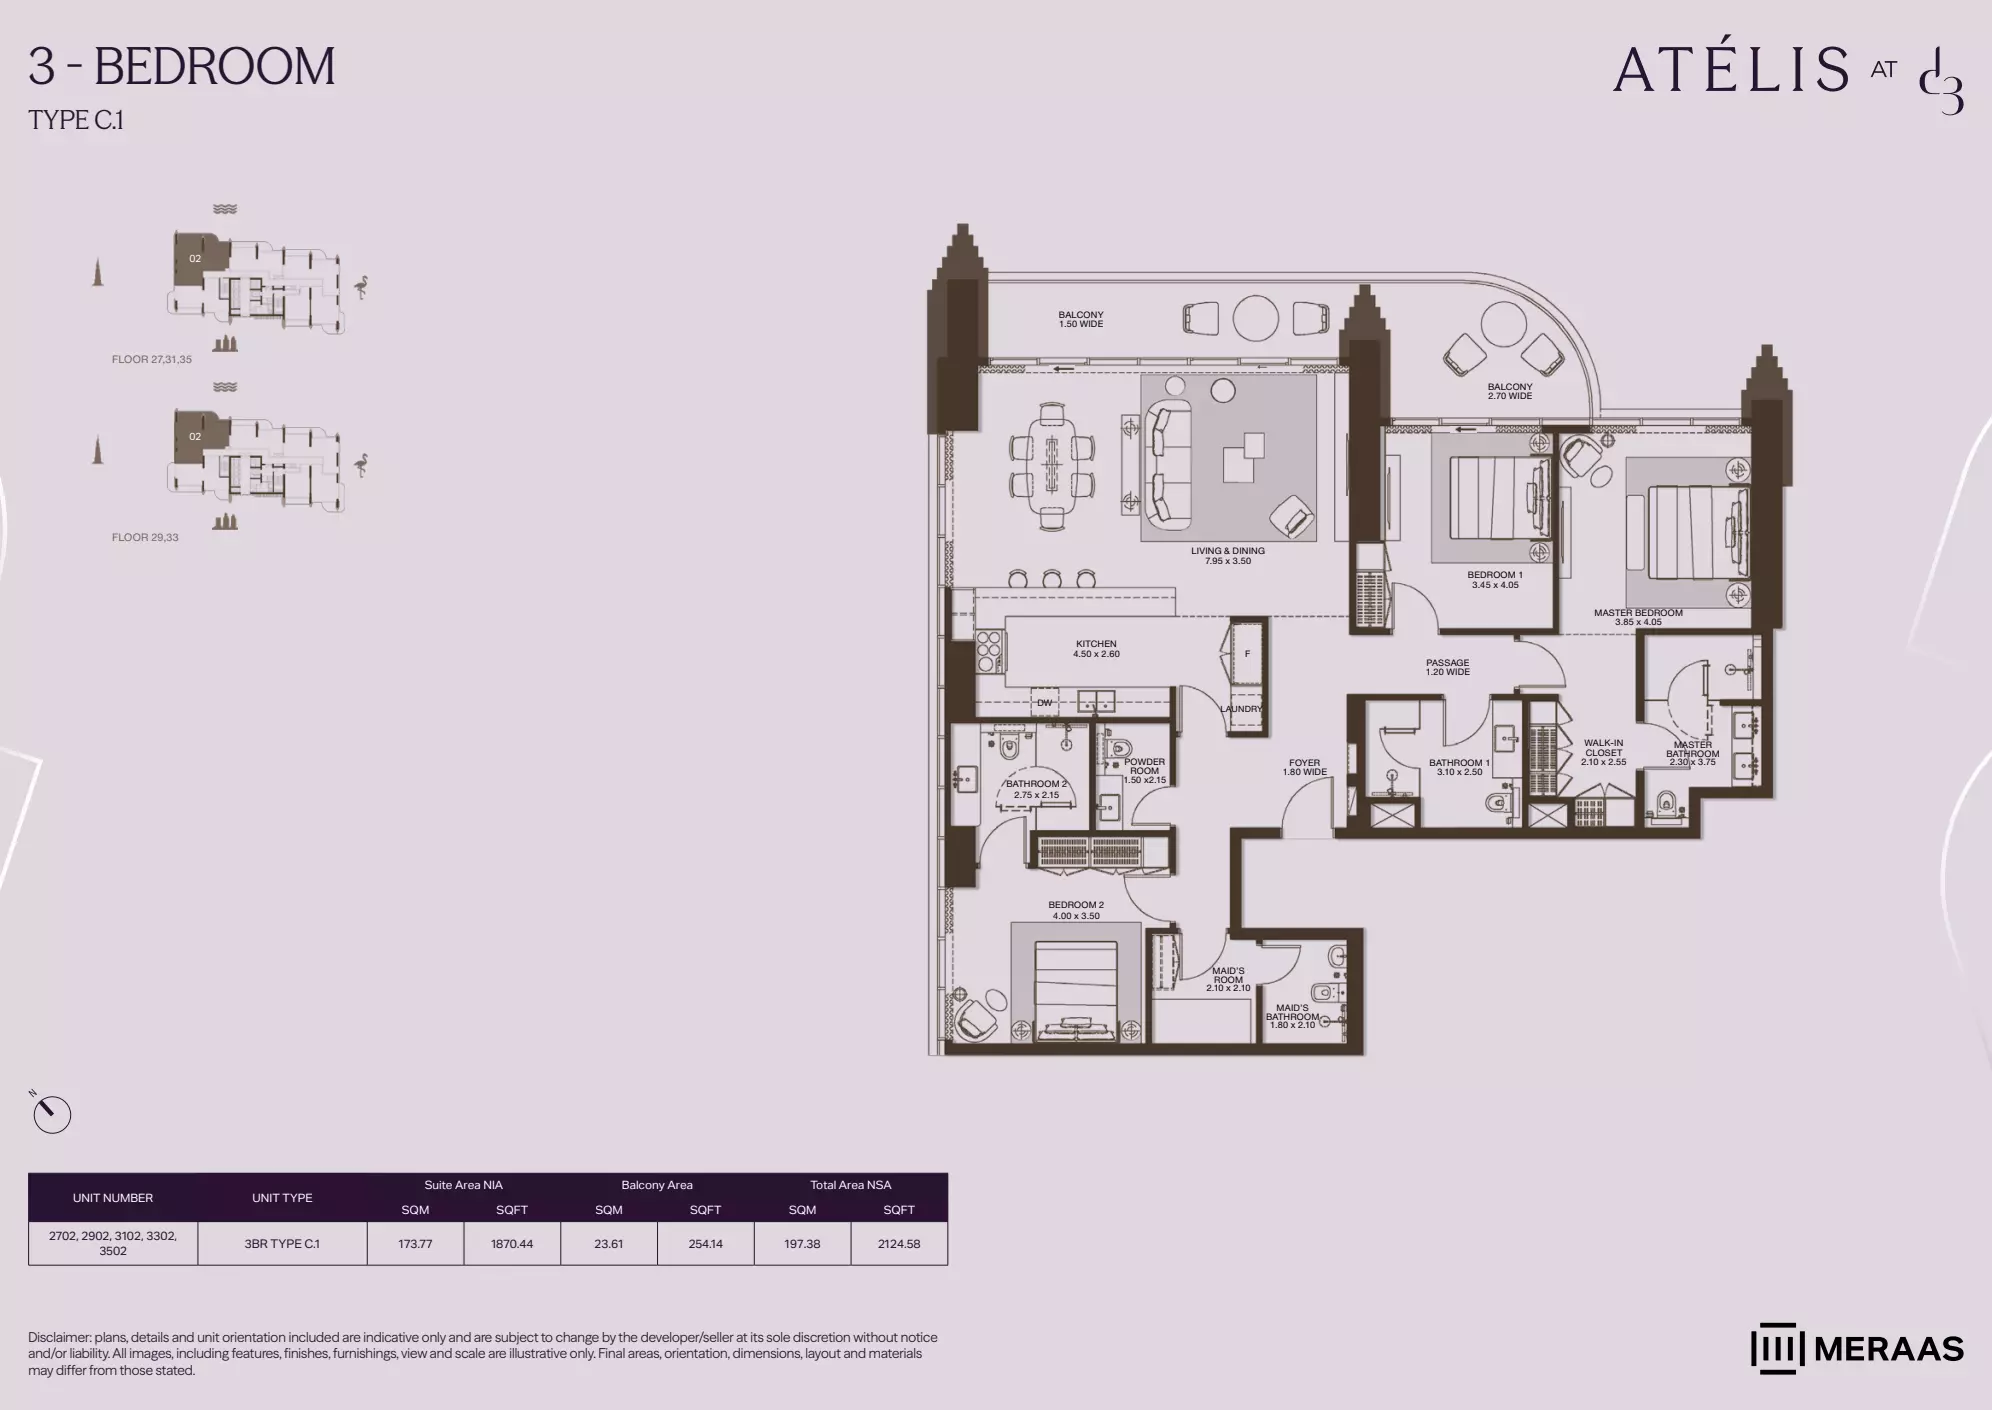 3 - BEDROOM
TYPE C.1
ATÉLIS AT d3
02
FLOOR 27,31,35
02
FLOOR 29,33
BALCONY
1.50 WIDE
BALCONY
2.70 WIDE
LIVING & DINING
7.95 x 3.50
BEDROOM 1
3.45 x 4.05
MASTER BEDROOM
3.85 x 4.05
KITCHEN
4.50 x 2.60
F
PASSAGE
1.20 WIDE
DW
LAUNDRY
BATHROOM 2
2.75 x 2.15
POWDER
ROOM
1.50 x2.15
FOYER
1.80 WIDE
BATHROOM 1
3.10 x 2.50
WALK-IN
CLOSET
2.10 x 2.55
MASTER
BATHROOM
2.30 x 3.75
BEDROOM 2
4.00 x 3.50
MAID'S
ROOM
2.10 x 2.10
MAID'S
BATHROOM
1.80 x 2.10
N
UNIT NUMBER UNIT TYPE Suite Area NIA Balcony Area Total Area NSA
SQM SQFT SQM SQFT SQM SQFT
2702, 2902, 3102, 3302,
3502
3BR TYPE C.1 173.77 1870.44 23.61 254.14 197.38 2124.58
Disclaimer: plans, details and unit orientation included are indicative only and are subject to change by the developer/seller at its sole discretion without notice
and/or liability. All images, including features, finishes, furnishings, view and scale are illustrative only. Final areas, orientation, dimensions, layout and materials
may differ from those stated.
MERAAS